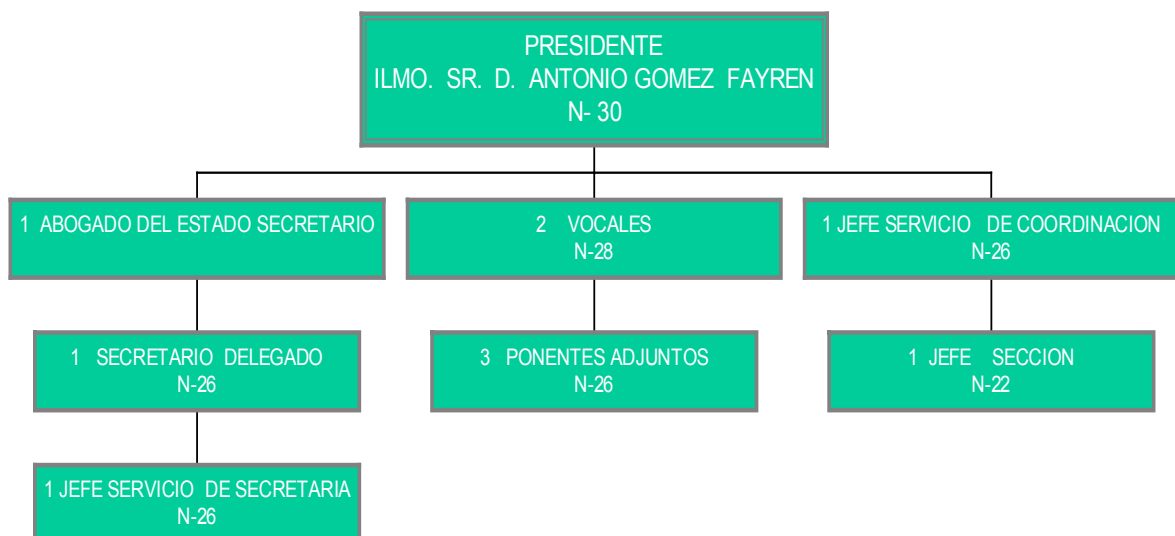 PRESIDENTE
ILMO. SR. D. ANTONIO GOMEZ FAYREN
N- 30
1 ABOGADO DEL ESTADO SECRETARIO
2 VOCALES
N-28
1 JEFE SERVICIO DE COORDINACION
N-26
1 SECRETARIO DELEGADO
N-26
3 PONENTES ADJUNTOS
N-26
1 JEFE SECCION
N-22
1 JEFE SERVICIO DE SECRETARIA
N-26